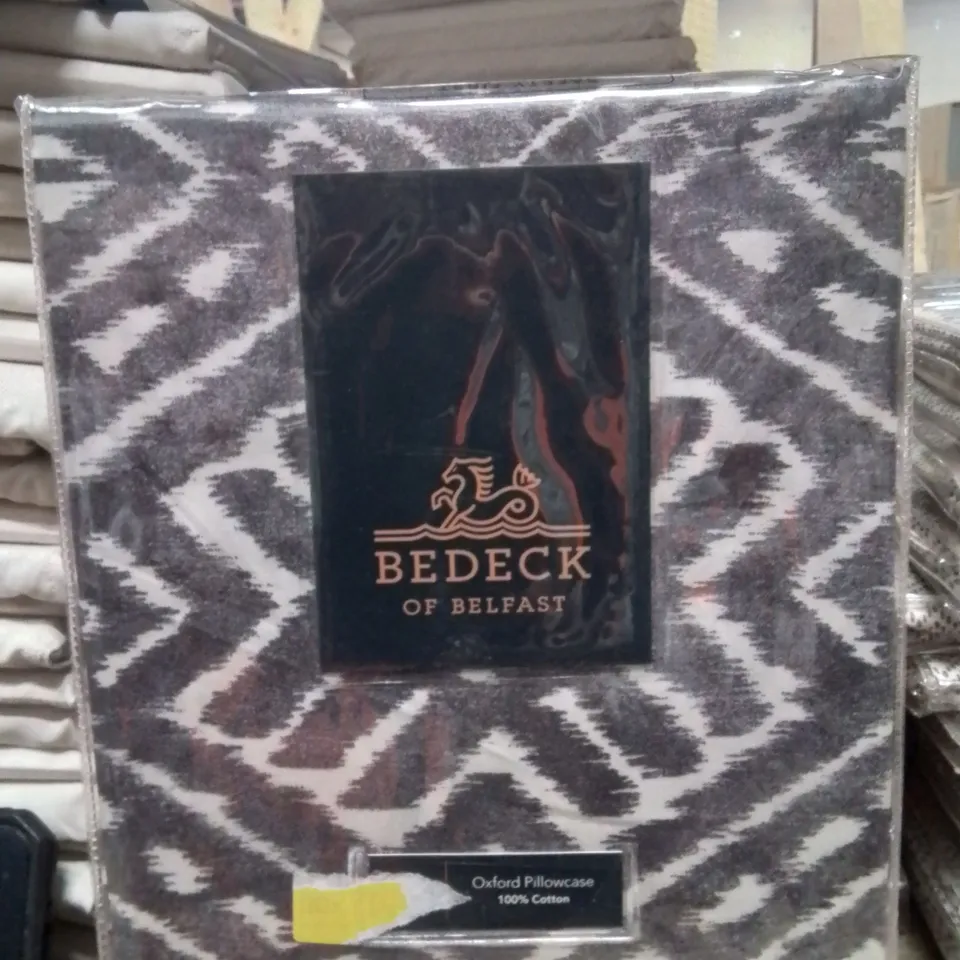 BEDECK
OF BELFAST
Oxford Pillowcase
100% Cotton